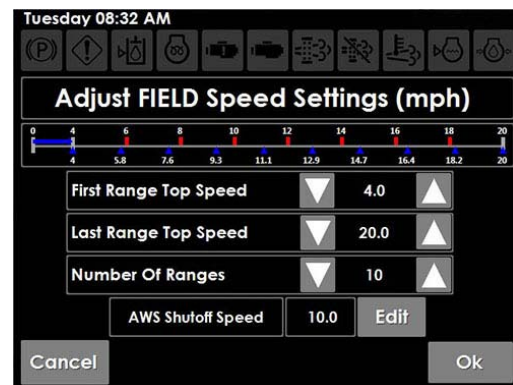 Tuesday 08:32 AM
(P)
Adjust FIELD Speed Settings (mph)
0 4 6 8 10 12 14 16 18 20
4 5.8 7.6 9.3 11.1 12.9 14.7 16.4 18.2 20
First Range Top Speed 4.0
Last Range Top Speed 20.0
Number Of Ranges 10
AWS Shutoff Speed 10.0 Edit
Cancel Ok